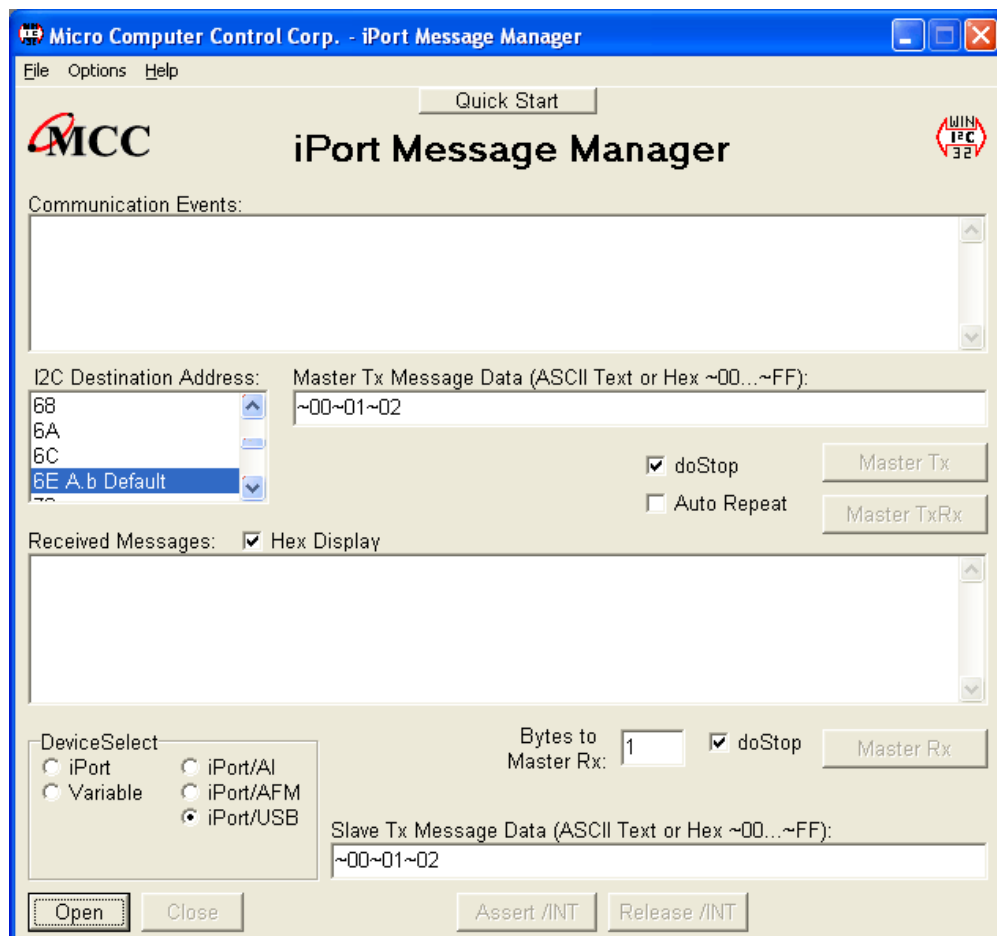 Micro Computer Control Corp. - iPort Message Manager
File Options Help
Quick Start
MCC
iPort Message Manager
WIN
I²C
32
Communication Events:
I2C Destination Address:
Master Tx Message Data (ASCII Text or Hex ~00...~FF):
68
6A
6C
6E A.b Default
~00~01~02
doStop
Master Tx
Auto Repeat
Master TxRx
Received Messages:
Hex Display
DeviceSelect
iPort
iPort/AI
Variable
iPort/AFM
iPort/USB
Bytes to
Master Rx:
1
doStop
Master Rx
Slave Tx Message Data (ASCII Text or Hex ~00...~FF):
~00~01~02
Open
Close
Assert /INT
Release /INT